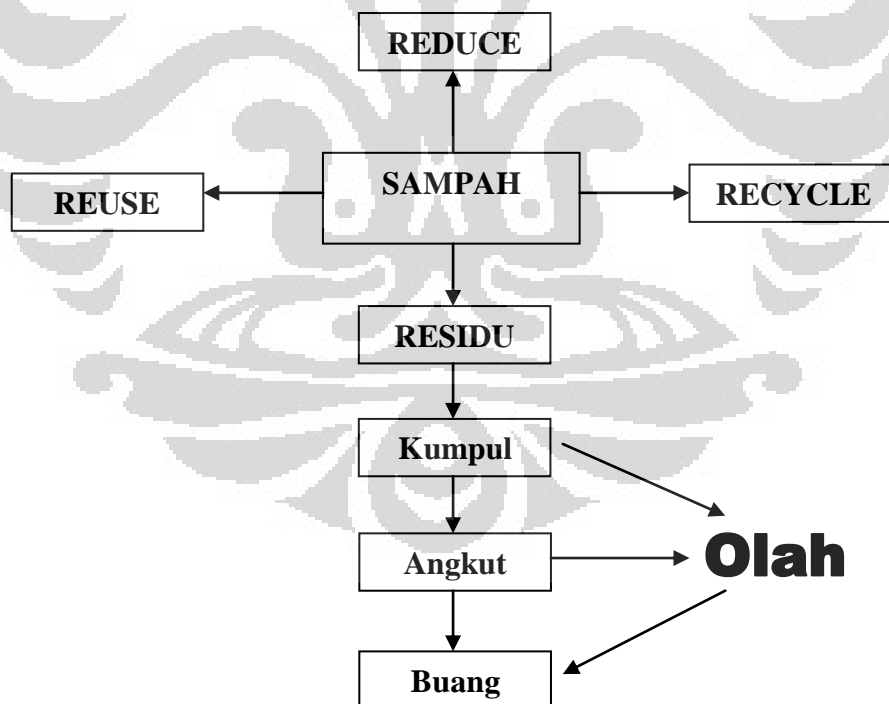 REDUCE
SAMPAH
REUSE
RECYCLE
RESIDU
Kumpul
Angkut
Olah
Buang